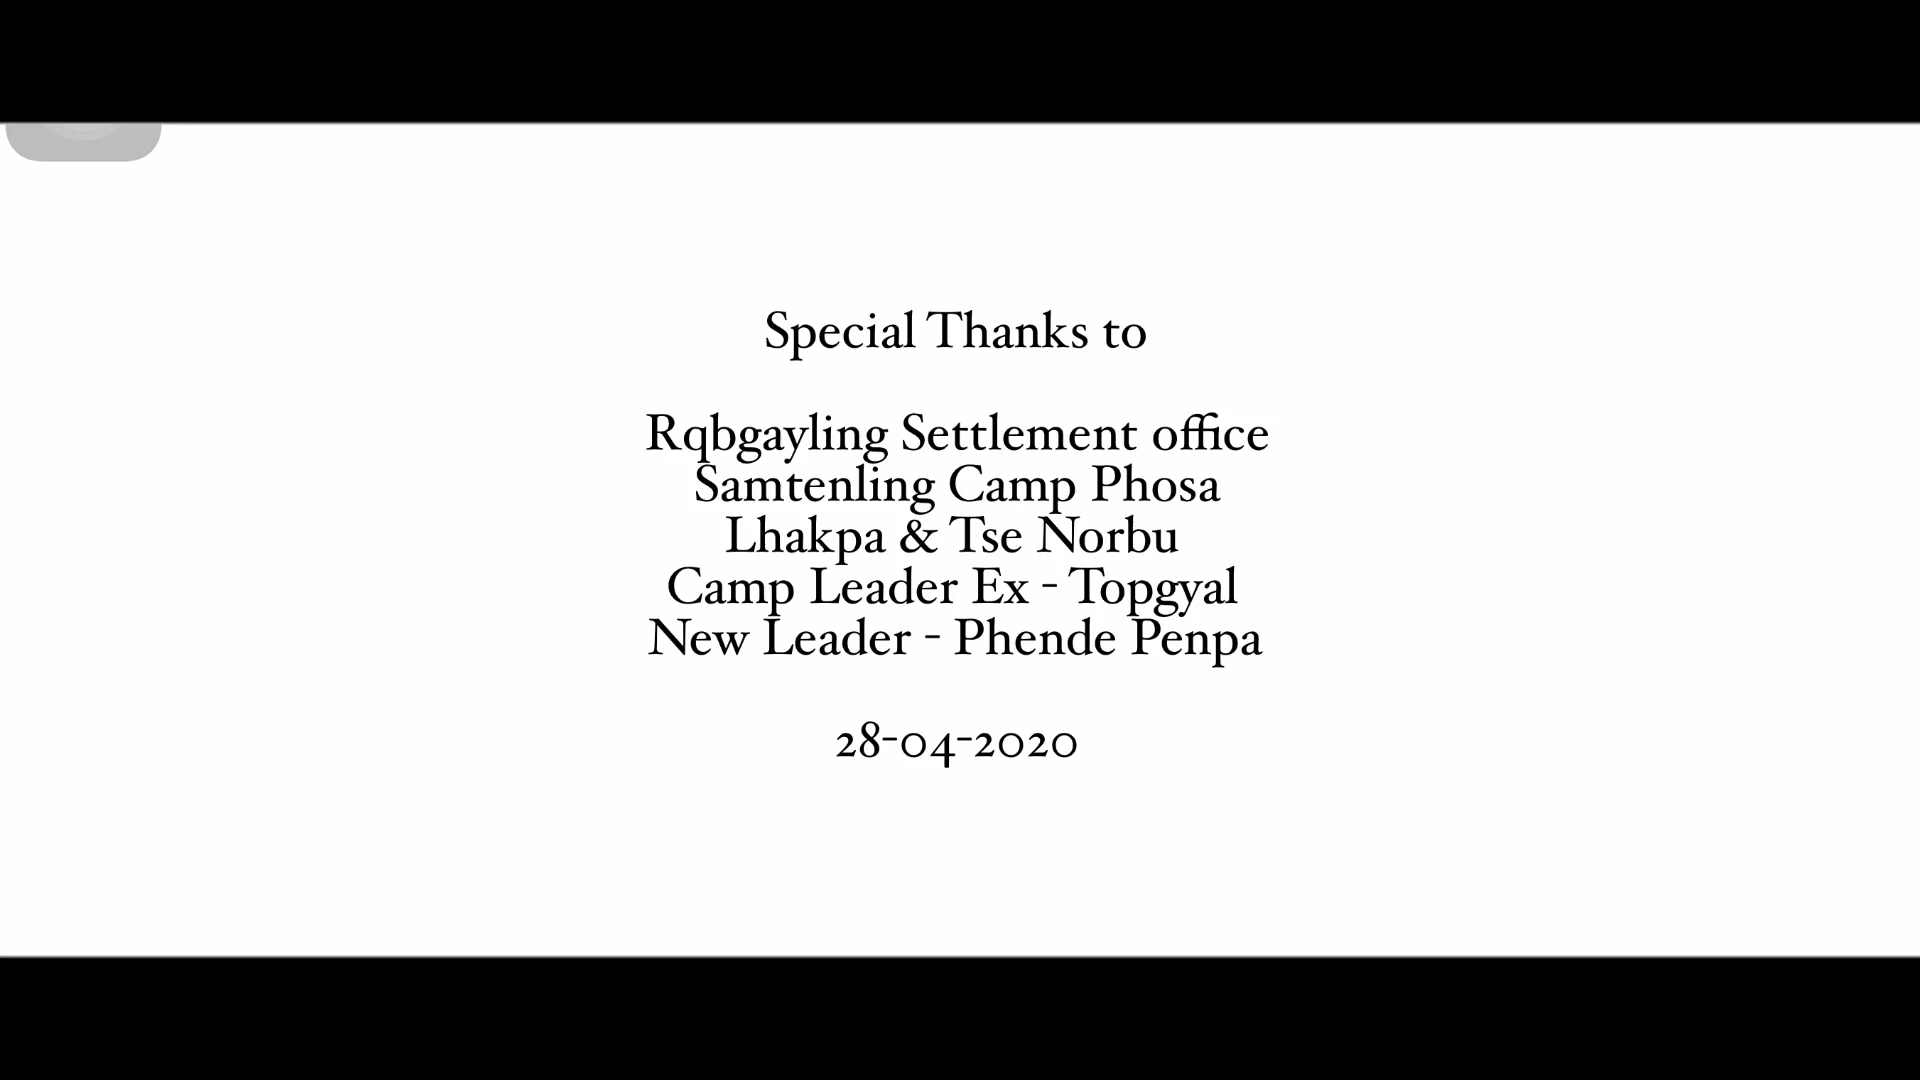 Special Thanks to
Rqbgayling Settlement office
Samtenling Camp Phosa
Lhakpa & Tse Norbu
Camp Leader Ex - Topgyal
New Leader - Phende Penpa
28-04-2020